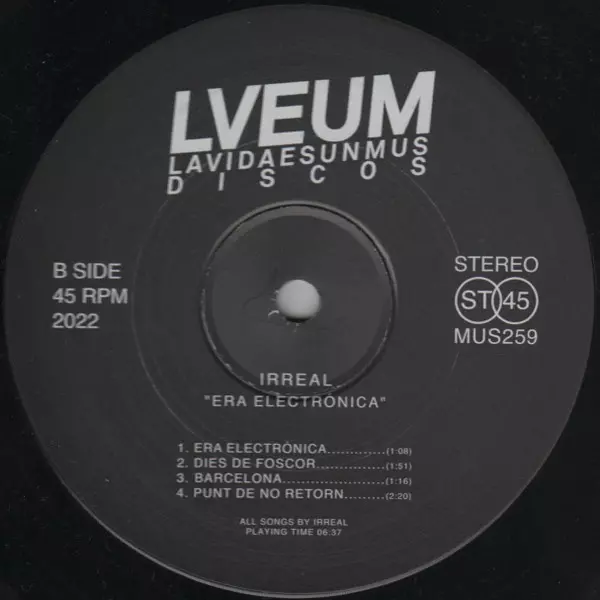 LVEUM
LAVIDAESUNMUS
DISCOS
B SIDE
45 RPM
2022
STEREO
ST 45
MUS259
IRREAL
"ERA ELECTRÓNICA"
1. ERA ELECTRÒNICA.............(1:08)
2. DIES DE FOSCOR...............(1:51)
3. BARCELONA.......................(1:16)
4. PUNT DE NO RETORN.........(2:20)
ALL SONGS BY IRREAL
PLAYING TIME 06:37